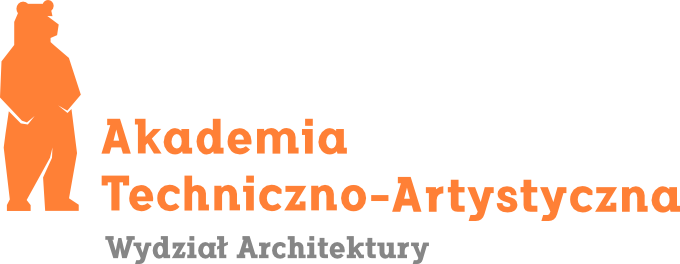 Akademia
Techniczno-Artystyczna
Wydział Architektury